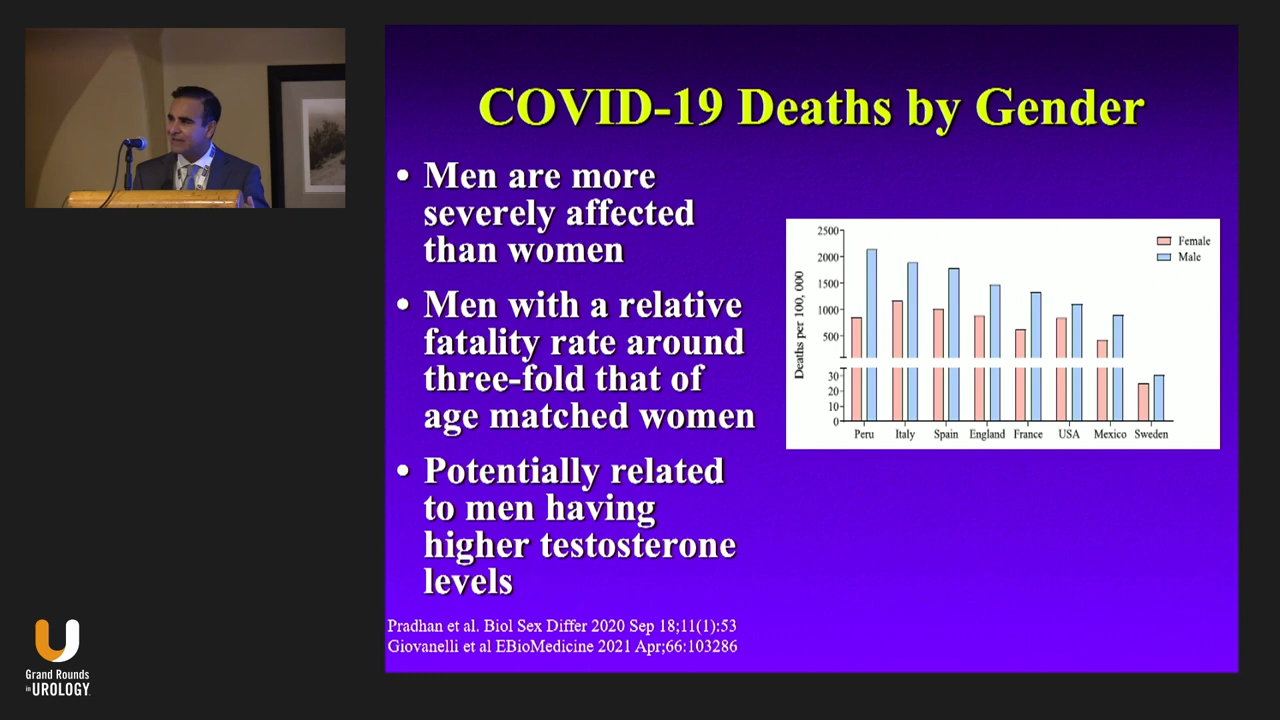 COVID-19 Deaths by Gender
• Men are more
severely affected
than women
• Men with a relative
fatality rate around
three-fold that of
age matched women
• Potentially related
to men having
higher testosterone
levels
Pradhan et al. Biol Sex Differ 2020 Sep 18;11(1):53
Giovanelli et al EBioMedicine 2021 Apr;66:103286
Female
Male
Deaths per 100, 000
2500
2000
1500
1000
500
30
20
10
0
Peru Italy Spain England France USA Mexico Sweden
Grand Rounds
in UROLOGY